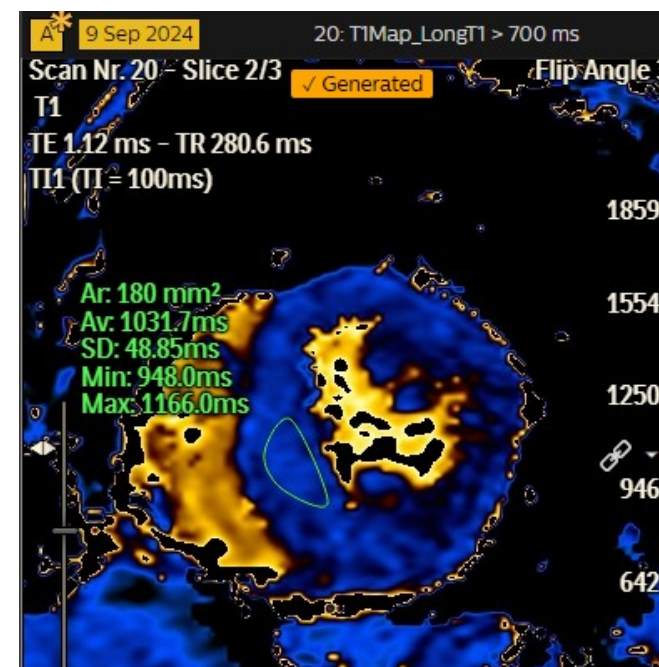 A
9 Sep 2024
20: T1Map_LongT1 > 700 ms
Scan Nr. 20 - Slice 2/3
✓ Generated
Flip Angle
T1
TE 1.12 ms - TR 280.6 ms
TI1 (TI = 100ms)
1859
1554
1250
946
642
Ar: 180 mm²
Av: 1031.7ms
SD: 48.85ms
Min: 948.0ms
Max: 1166.0ms